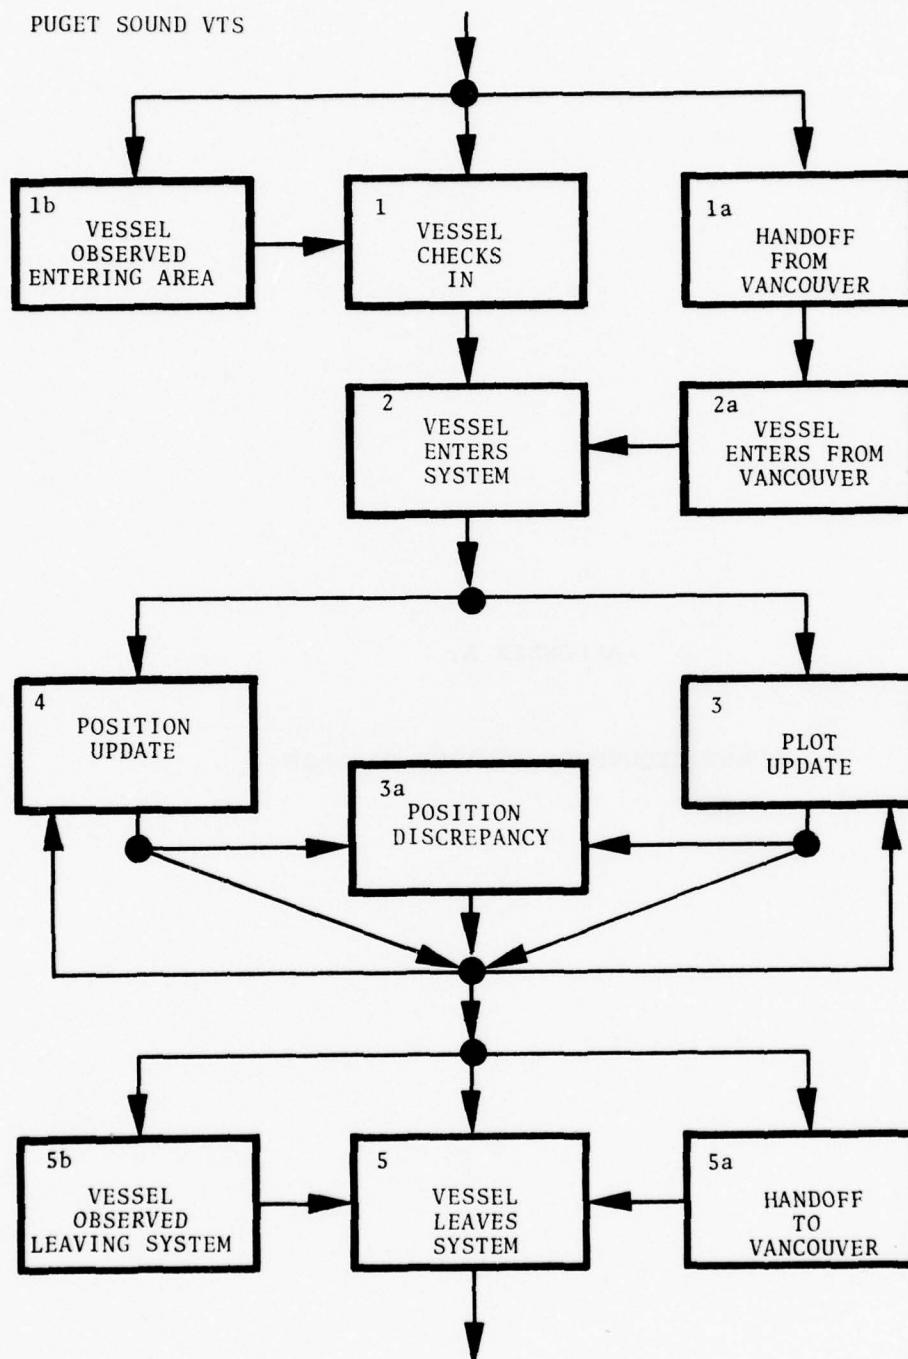 PUGET SOUND VTS
1b
VESSEL
OBSERVED
ENTERING AREA
1
VESSEL
CHECKS
IN
1a
HANDOFF
FROM
VANCOUVER
2
VESSEL
ENTERS
SYSTEM
2a
VESSEL
ENTERS FROM
VANCOUVER
4
POSITION
UPDATE
3
PLOT
UPDATE
3a
POSITION
DISCREPANCY
5b
VESSEL
OBSERVED
LEAVING SYSTEM
5
VESSEL
LEAVES
SYSTEM
5a
HANDOFF
TO
VANCOUVER